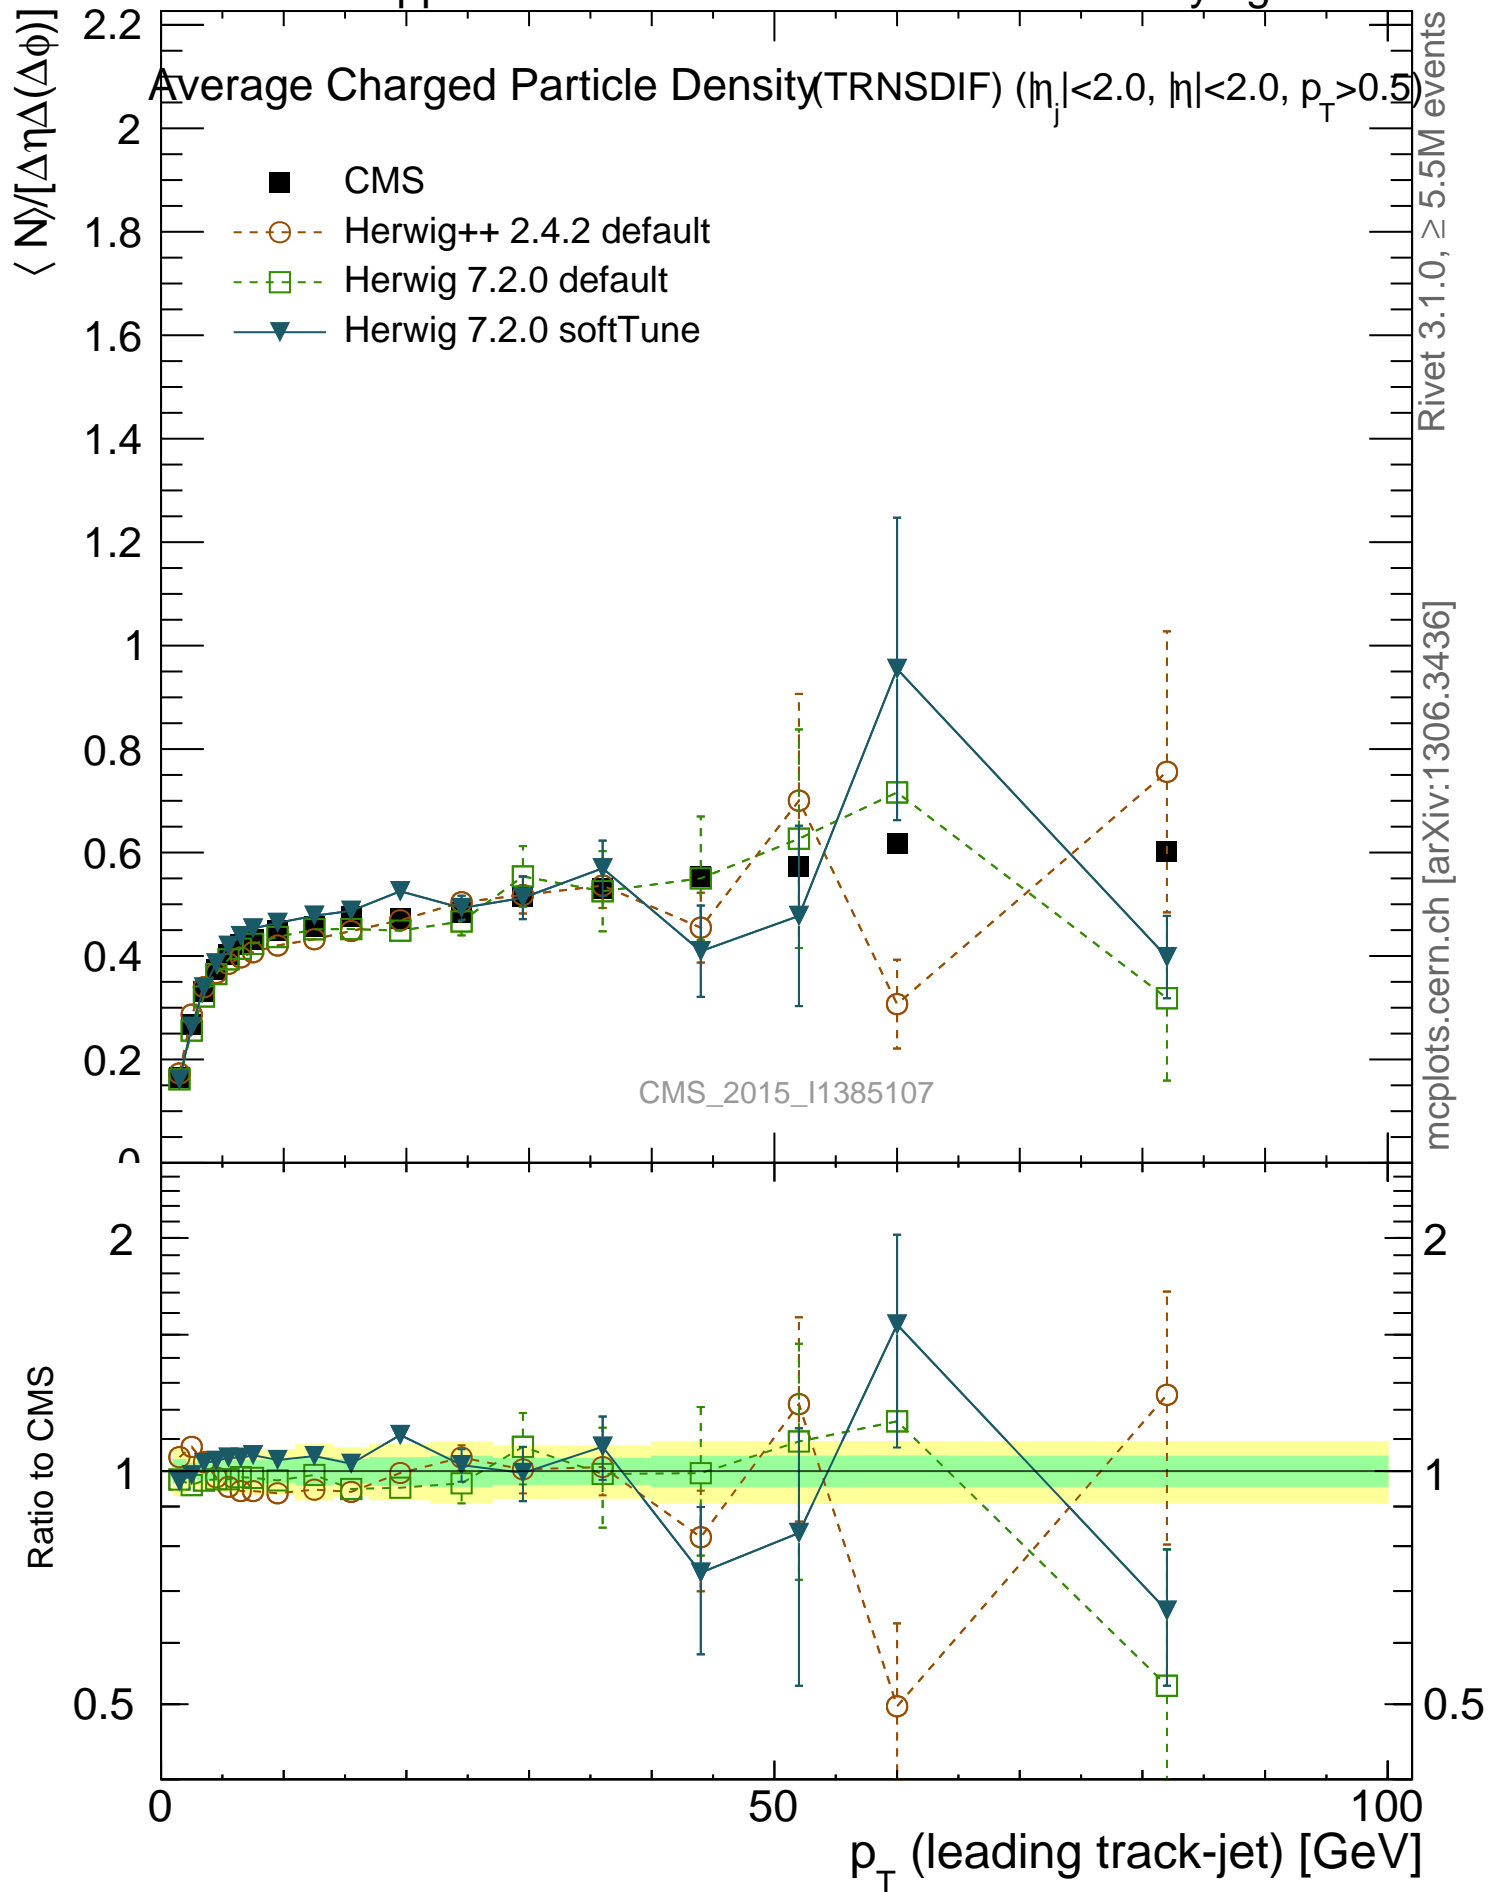 ⟨ N⟩/[ΔηΔ(Δϕ)]
Average Charged Particle Density (TRNSDIF) (|η_j|<2.0, |η|<2.0, p_T>0.5)
CMS
Herwig++ 2.4.2 default
Herwig 7.2.0 default
Herwig 7.2.0 softTune
2.2
2
1.8
1.6
1.4
1.2
1
0.8
0.6
0.4
0.2
0
CMS_2015_I1385107
Rivet 3.1.0, ≥ 5.5M events
mcplots.cern.ch [arXiv:1306.3436]
Ratio to CMS
2
1
0.5
2
1
0.5
0
50
100
p_T (leading track-jet) [GeV]